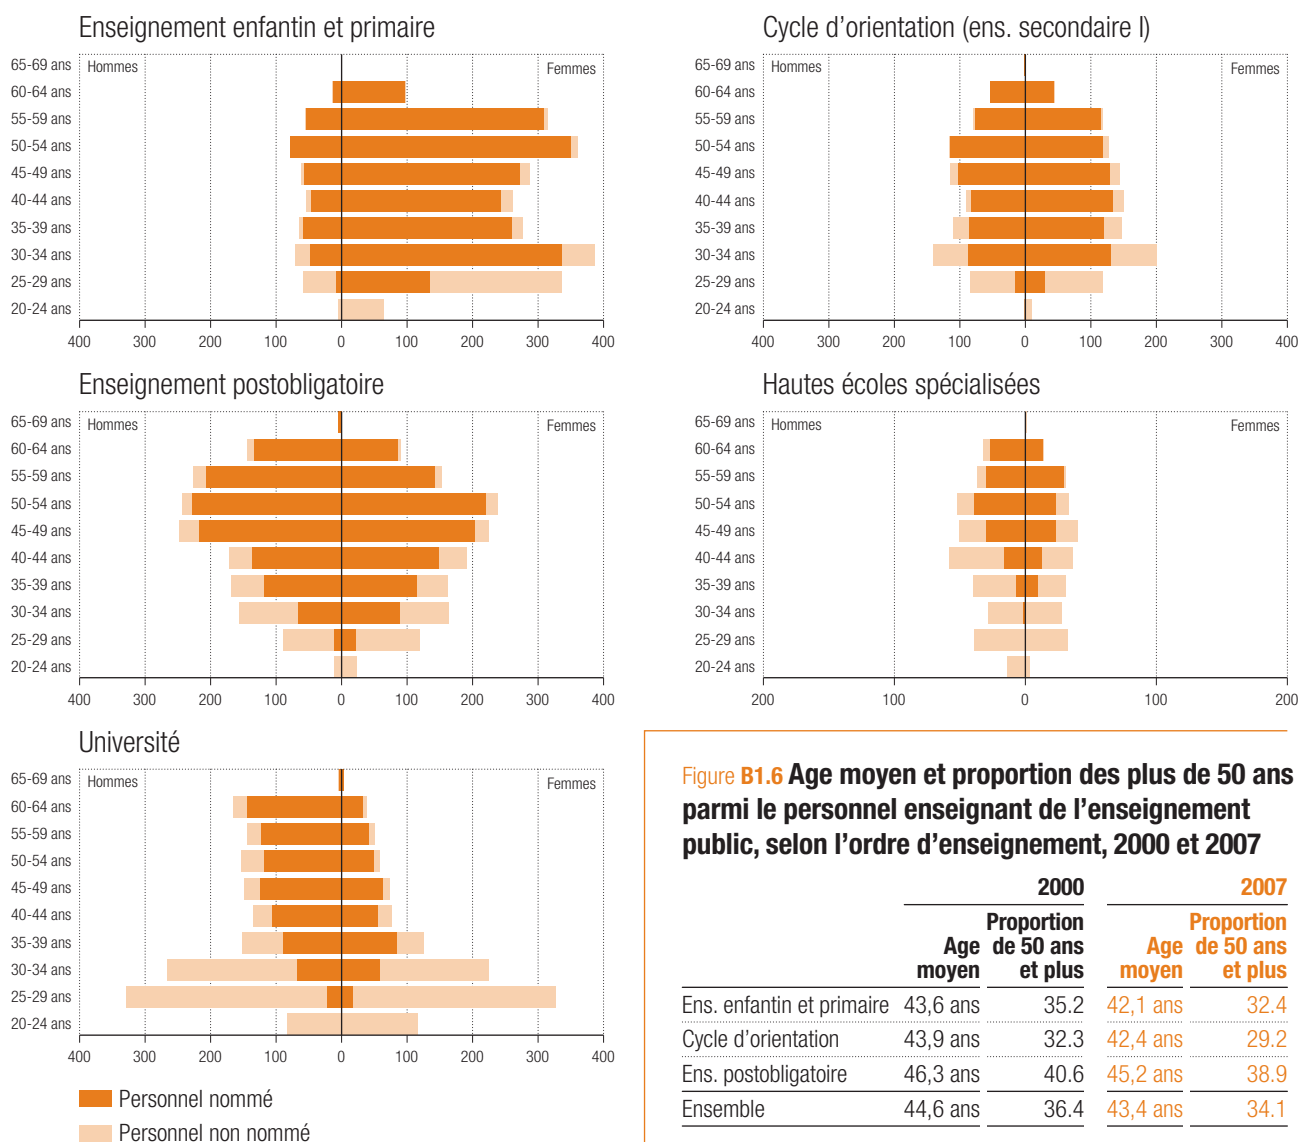 Enseignement enfantin et primaire
Hommes
Femmes
65-69 ans
60-64 ans
55-59 ans
50-54 ans
45-49 ans
40-44 ans
35-39 ans
30-34 ans
25-29 ans
20-24 ans
400 300 200 100 0 100 200 300 400
Cycle d’orientation (ens. secondaire I)
Hommes
Femmes
65-69 ans
60-64 ans
55-59 ans
50-54 ans
45-49 ans
40-44 ans
35-39 ans
30-34 ans
25-29 ans
20-24 ans
400 300 200 100 0 100 200 300 400
Enseignement postobligatoire
Hommes
Femmes
65-69 ans
60-64 ans
55-59 ans
50-54 ans
45-49 ans
40-44 ans
35-39 ans
30-34 ans
25-29 ans
20-24 ans
400 300 200 100 0 100 200 300 400
Hautes écoles spécialisées
Hommes
Femmes
65-69 ans
60-64 ans
55-59 ans
50-54 ans
45-49 ans
40-44 ans
35-39 ans
30-34 ans
25-29 ans
20-24 ans
200 100 0 100 200
Université
Hommes
Femmes
65-69 ans
60-64 ans
55-59 ans
50-54 ans
45-49 ans
40-44 ans
35-39 ans
30-34 ans
25-29 ans
20-24 ans
400 300 200 100 0 100 200 300 400
Personnel nommé
Personnel non nommé
Figure B1.6 Age moyen et proportion des plus de 50 ans
parmi le personnel enseignant de l’enseignement
public, selon l’ordre d’enseignement, 2000 et 2007
2000 2007
Proportion Proportion
Age de 50 ans Age de 50 ans
moyen et plus moyen et plus
Ens. enfantin et primaire 43,6 ans 35.2 42,1 ans 32.4
Cycle d’orientation 43,9 ans 32.3 42,4 ans 29.2
Ens. postobligatoire 46,3 ans 40.6 45,2 ans 38.9
Ensemble 44,6 ans 36.4 43,4 ans 34.1